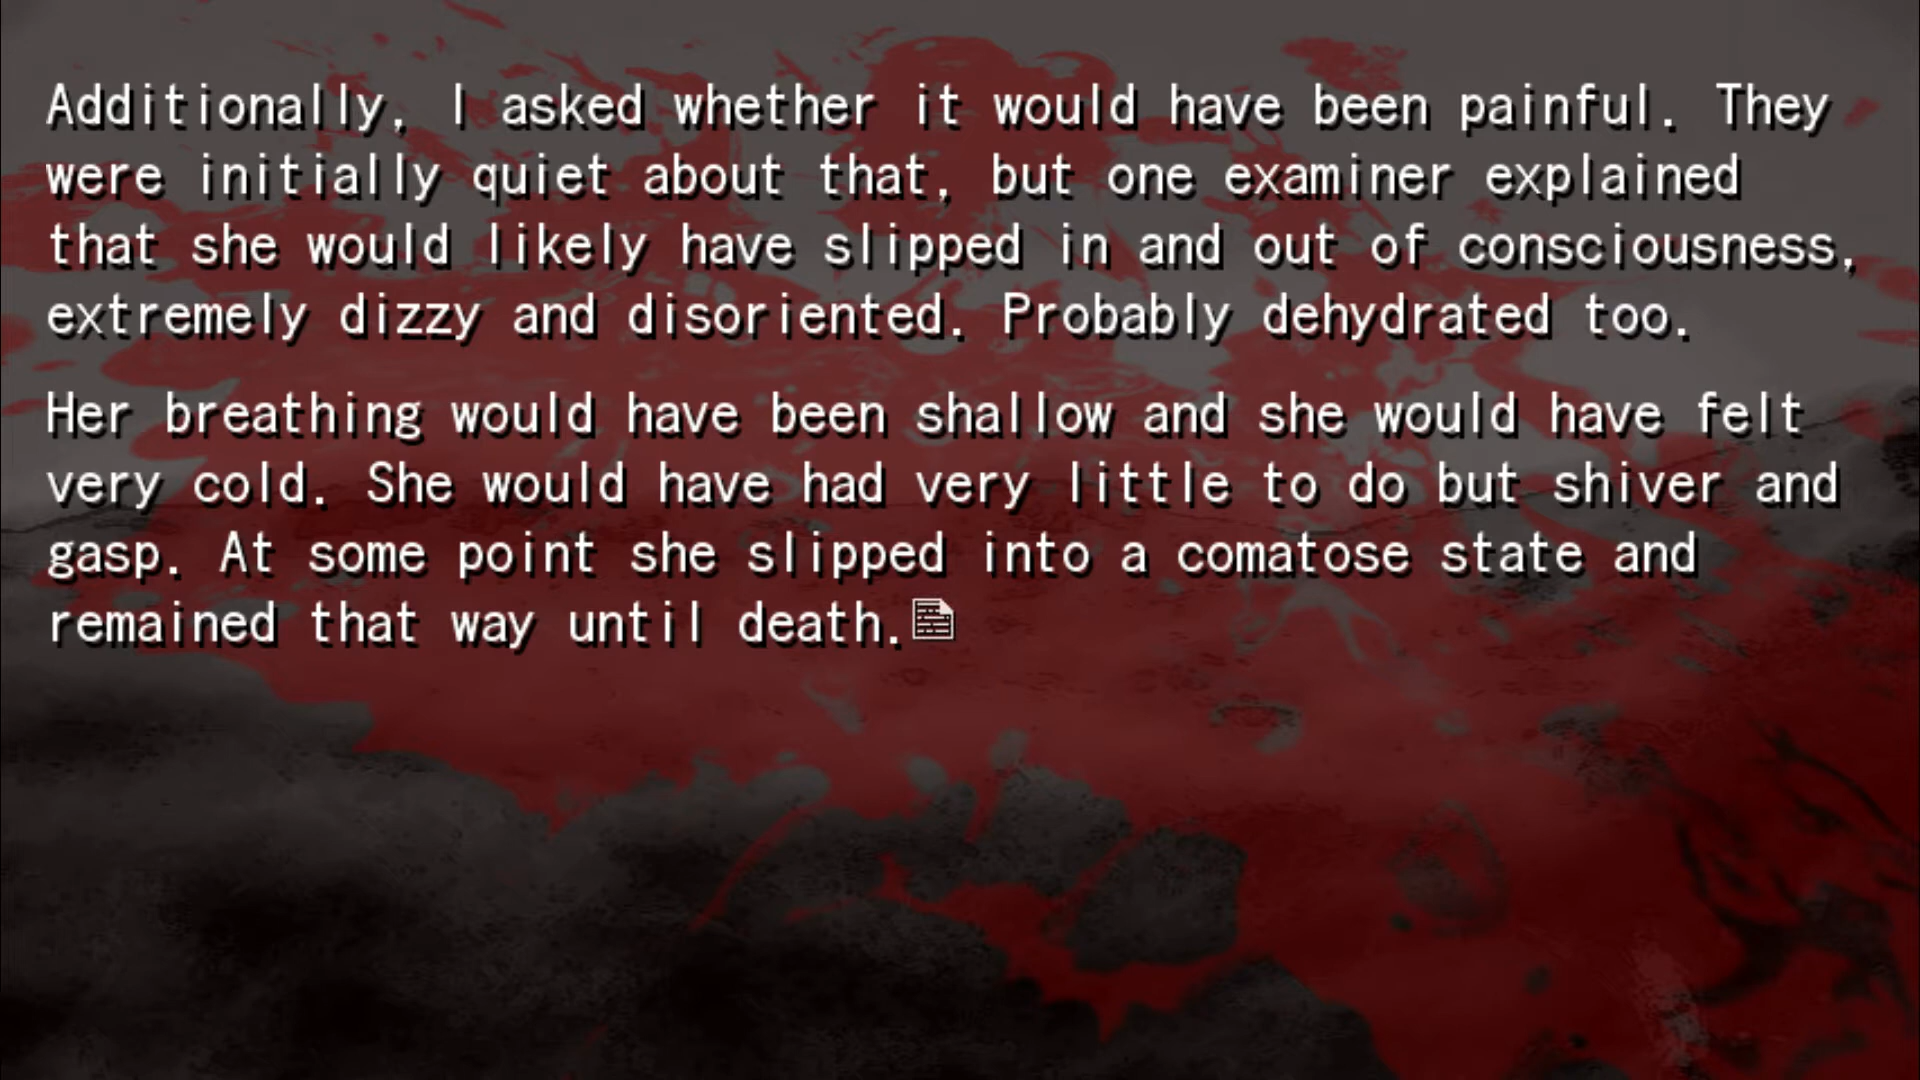 Additionally, I asked whether it would have been painful. They
were initially quiet about that, but one examiner explained
that she would likely have slipped in and out of consciousness,
extremely dizzy and disoriented. Probably dehydrated too.
Her breathing would have been shallow and she would have felt
very cold. She would have had very little to do but shiver and
gasp. At some point she slipped into a comatose state and
remained that way until death.